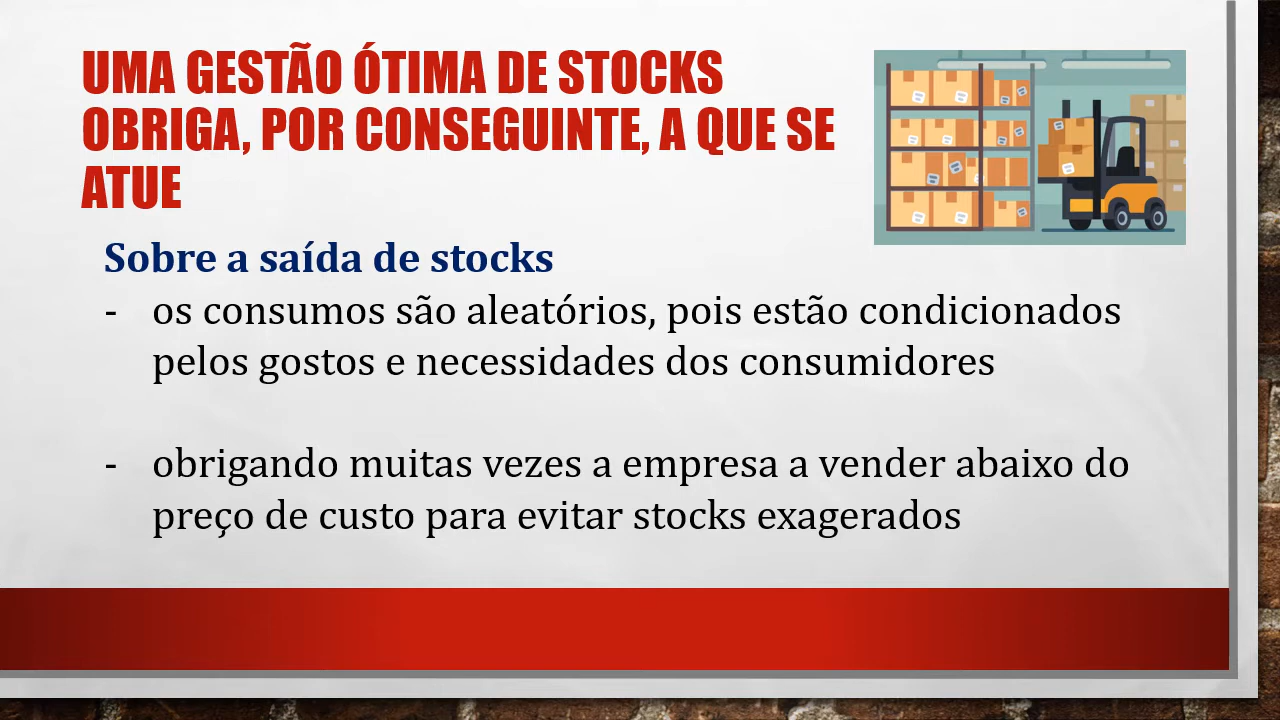 UMA GESTÃO ÓTIMA DE STOCKS
OBRIGA, POR CONSEGUINTE, A QUE SE
ATUE
Sobre a saída de stocks
- os consumos são aleatórios, pois estão condicionados
pelos gostos e necessidades dos consumidores
- obrigando muitas vezes a empresa a vender abaixo do
preço de custo para evitar stocks exagerados